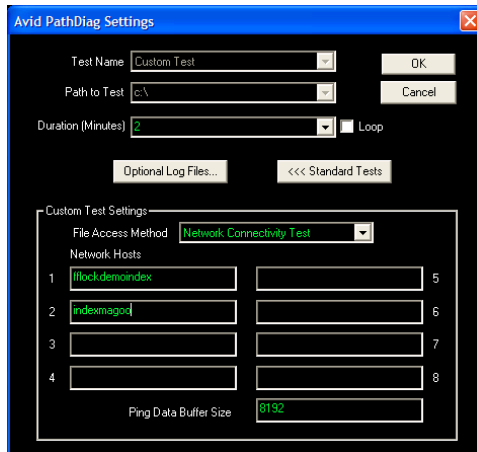 Avid PathDiag Settings
Test Name Custom Test OK
Path to Test c:\ Cancel
Duration (Minutes) 2 Loop
Optional Log Files... <<< Standard Tests
Custom Test Settings
File Access Method Network Connectivity Test
Network Hosts
1 fflockdemoindex 5
2 indexmagoo 6
3 7
4 8
Ping Data Buffer Size 8192